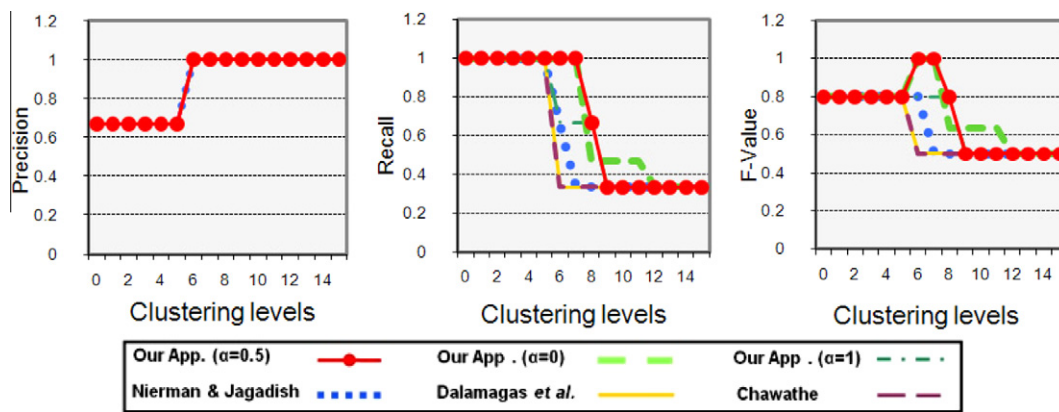 Precision
1.2
1
0.8
0.6
0.4
0.2
0
0 2 4 6 8 10 12 14
Clustering levels
Recall
1.2
1
0.8
0.6
0.4
0.2
0
0 2 4 6 8 10 12 14
Clustering levels
F-Value
1.2
1
0.8
0.6
0.4
0.2
0
0 2 4 6 8 10 12 14
Clustering levels
Our App. (α=0.5) Our App . (α=0) Our App . (α=1)
Nierman & Jagadish Dalamagas et al. Chawathe